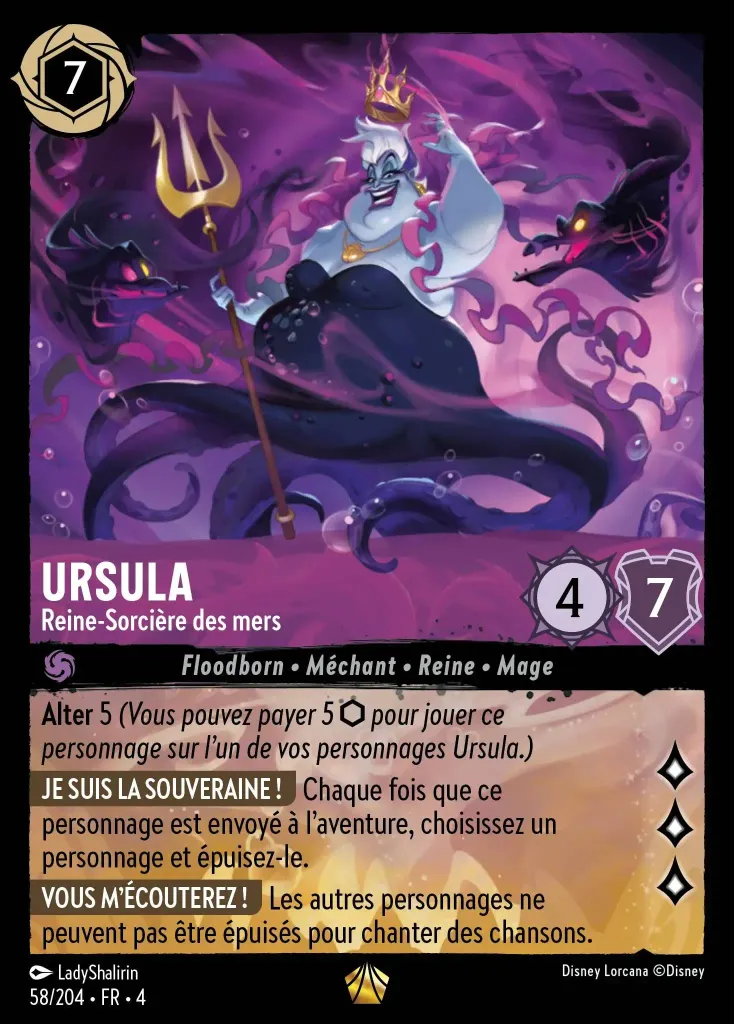 7
URSULA
4
7
Reine-Sorcière des mers
Floodborn • Méchant • Reine • Mage
Alter 5 (Vous pouvez payer 5 ⬡ pour jouer ce
personnage sur l'un de vos personnages Ursula.)
JE SUIS LA SOUVERAINE ! Chaque fois que ce
personnage est envoyé à l'aventure, choisissez un
personnage et épuisez-le.
VOUS M'ÉCOUTEREZ ! Les autres personnages ne
peuvent pas être épuisés pour chanter des chansons.
LadyShalirin
Disney Lorcana ©Disney
58/204 • FR • 4